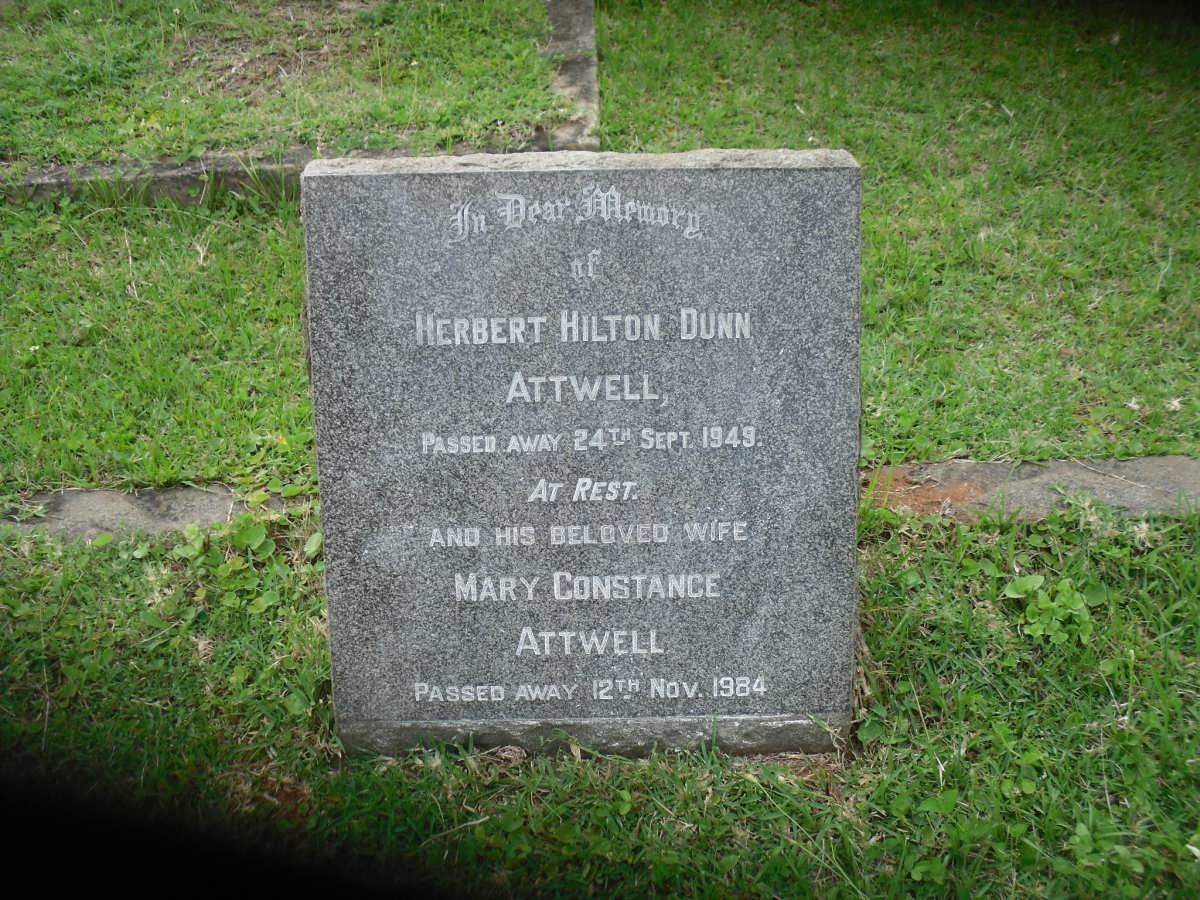 In Dear Memory
of
HERBERT HILTON DUNN
ATTWELL,
PASSED AWAY 24TH SEPT. 1949.
AT REST.
AND HIS BELOVED WIFE
MARY CONSTANCE
ATTWELL
PASSED AWAY 12TH NOV. 1984